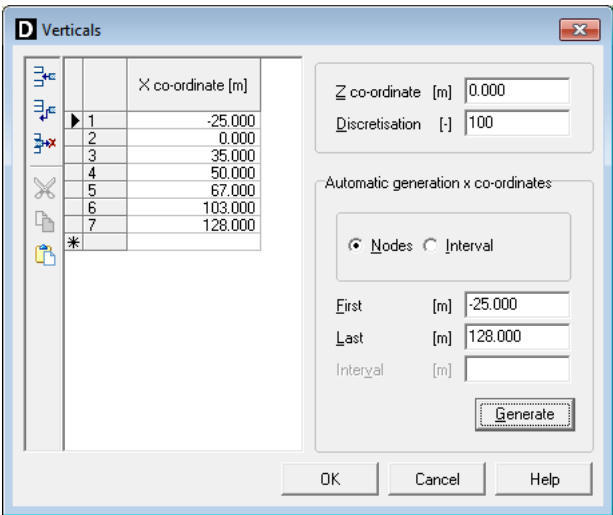 D Verticals
X co-ordinate [m]
1 -25.000
2 0.000
3 35.000
4 50.000
5 67.000
6 103.000
7 128.000
*
Z co-ordinate [m] 0.000
Discretisation [-] 100
Automatic generation x co-ordinates
Nodes Interval
First [m] -25.000
Last [m] 128.000
Interval [m]
Generate
OK Cancel Help